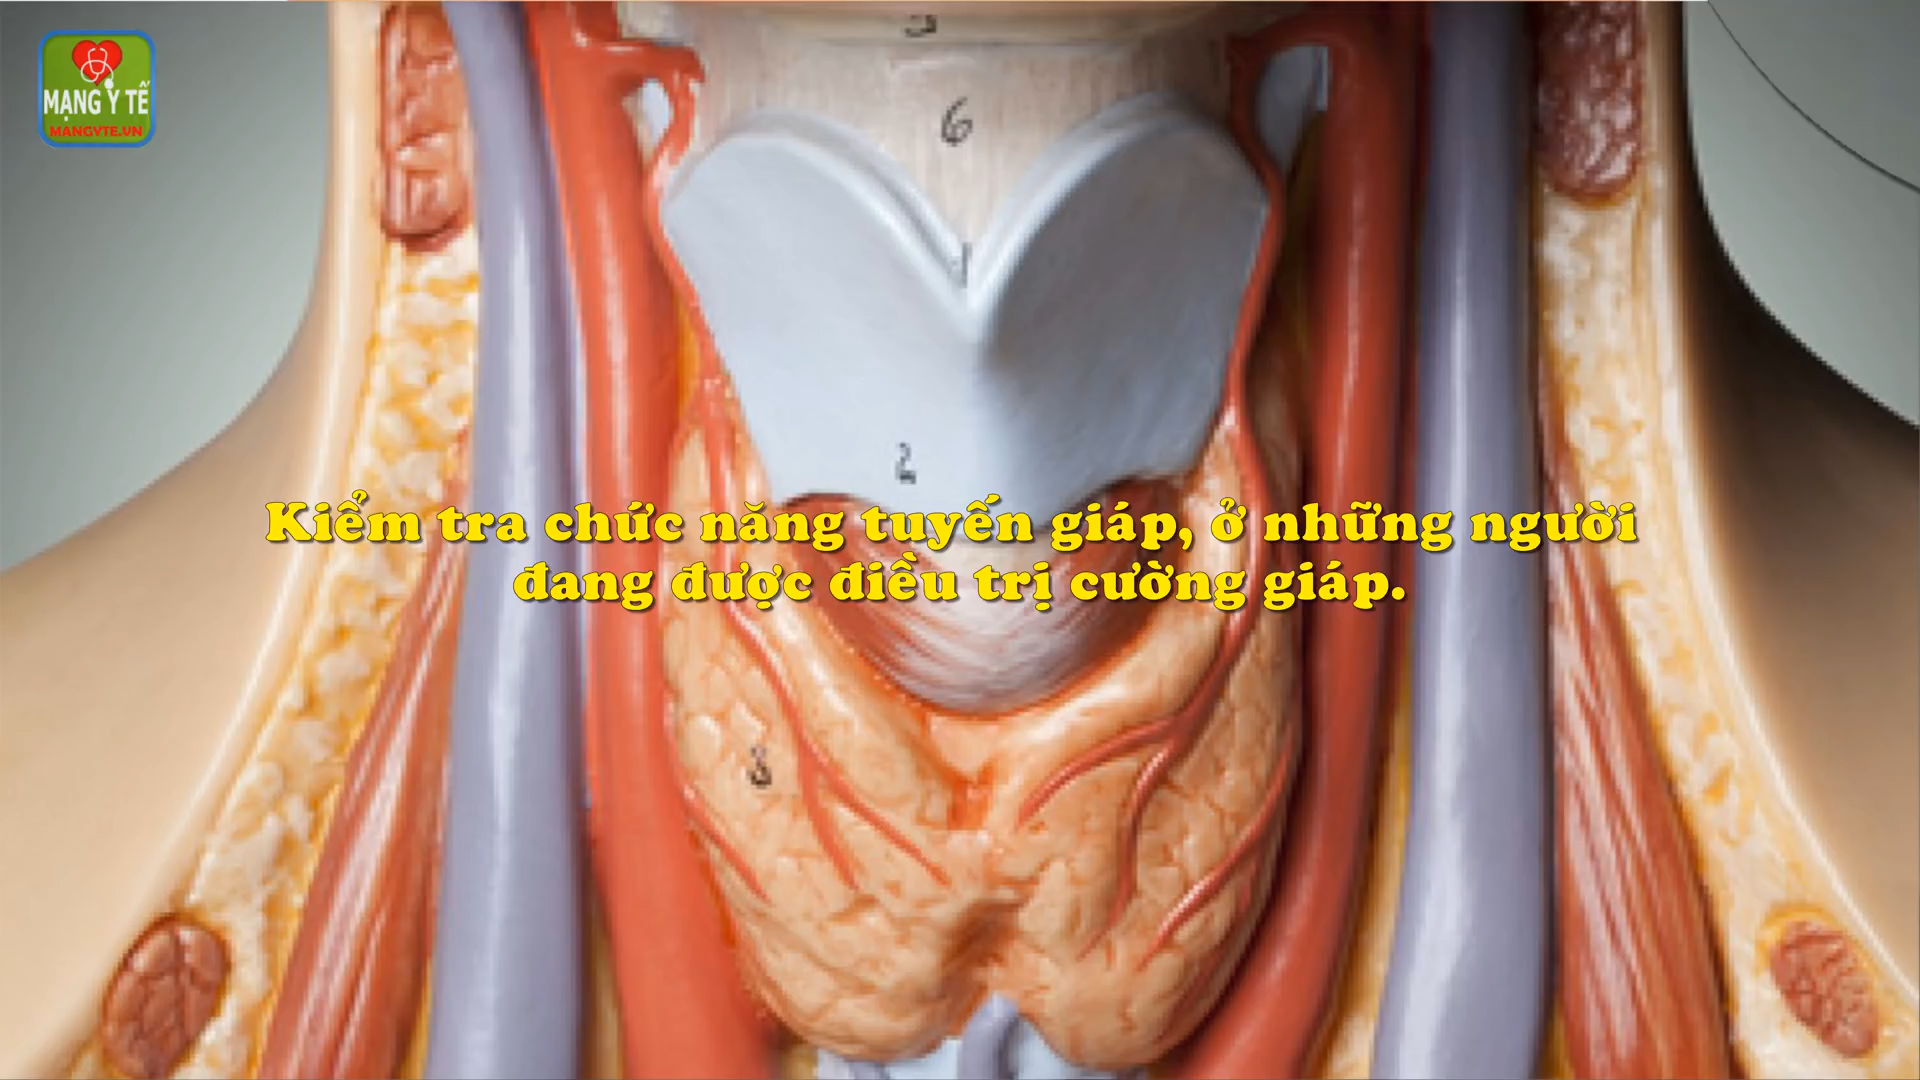 MẠNG Y TẾ
MANGYTE.VN
6
1
2
Kiểm tra chức năng tuyến giáp, ở những người
đang được điều trị cường giáp.